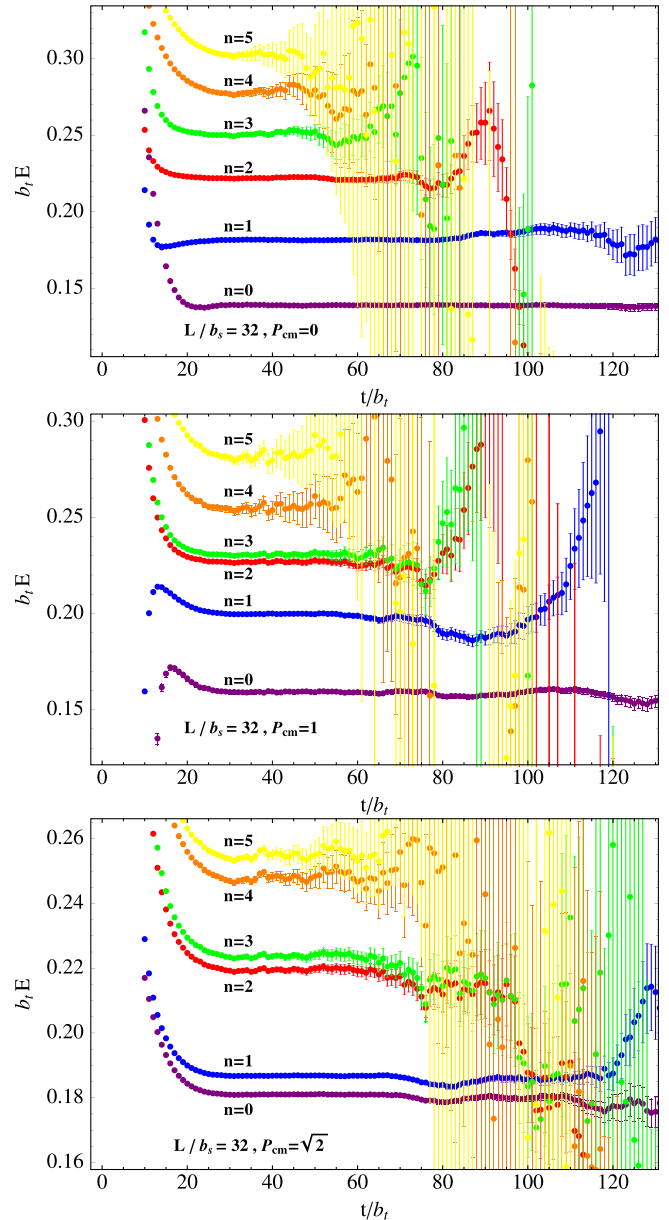 0.30
0.25
0.20
0.15
b_t E
n=5
n=4
n=3
n=2
n=1
n=0
L / b_s = 32 , P_cm=0
0 20 40 60 80 100 120
t/b_t
0.30
0.25
0.20
0.15
b_t E
n=5
n=4
n=3
n=2
n=1
n=0
L / b_s = 32 , P_cm=1
0 20 40 60 80 100 120
t/b_t
0.26
0.24
0.22
0.20
0.18
0.16
b_t E
n=5
n=4
n=3
n=2
n=1
n=0
L / b_s = 32 , P_cm=√2
0 20 40 60 80 100 120
t/b_t